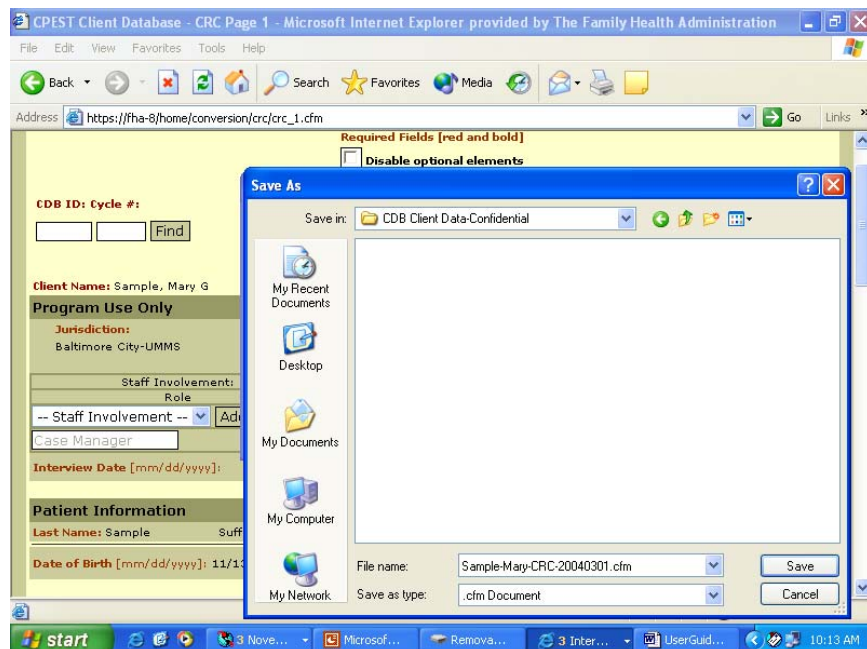 CPEST Client Database - CRC Page 1 - Microsoft Internet Explorer provided by The Family Health Administration
File Edit View Favorites Tools Help
Back Search Favorites Media
Address https://fha-8/home/conversion/crc/crc_1.cfm Go Links »
Required Fields [red and bold]
Disable optional elements
CDB ID: Cycle #:
Find
Client Name: Sample, Mary G
Program Use Only
Jurisdiction:
Baltimore City-UMMS
Staff Involvement:
Role
-- Staff Involvement --
Case Manager
Interview Date [mm/dd/yyyy]:
Patient Information
Last Name: Sample
Date of Birth [mm/dd/yyyy]:
Save As
Save in: CDB Client Data-Confidential
My Recent
Documents
Desktop
My Documents
My Computer
My Network
File name: Sample-Mary-CRC-20040301.cfm Save
Save as type: .cfm Document Cancel
start 3 Nove... Microsof... Remova... 3 Inter... UserGuid... 10:13 AM